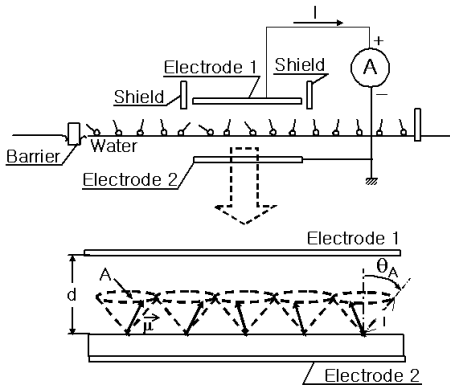 I
+
Electrode 1
Shield
A
Shield
−
Barrier
Water
Electrode 2
Electrode 1
θA
A
d
μ
l
Electrode 2